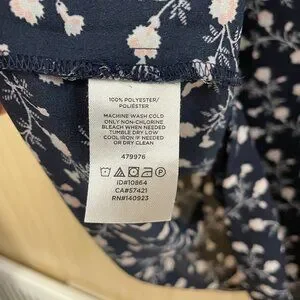 100% POLYESTER/
POLIÉSTER
MACHINE WASH COLD
ONLY NON-CHLORINE
BLEACH WHEN NEEDED
TUMBLE DRY LOW
COOL IRON IF NEEDED
OR DRY CLEAN
479976
ID#10864
CA#57421
RN#140923